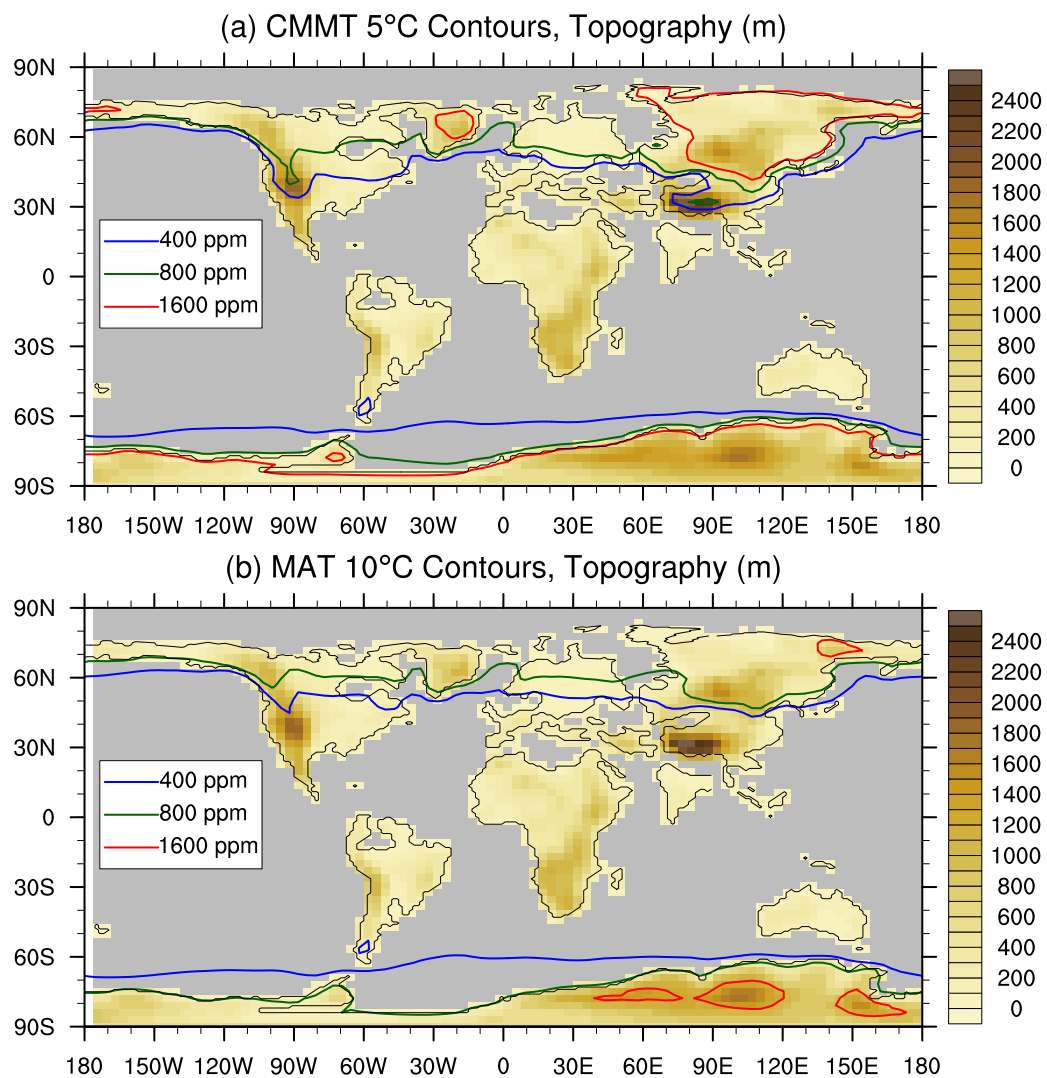 (a) CMMT 5°C Contours, Topography (m)
90N
60N
30N
0
30S
60S
90S
400 ppm
800 ppm
1600 ppm
180 150W 120W 90W 60W 30W 0 30E 60E 90E 120E 150E 180
2400
2200
2000
1800
1600
1400
1200
1000
800
600
400
200
0
(b) MAT 10°C Contours, Topography (m)
90N
60N
30N
0
30S
60S
90S
400 ppm
800 ppm
1600 ppm
180 150W 120W 90W 60W 30W 0 30E 60E 90E 120E 150E 180
2400
2200
2000
1800
1600
1400
1200
1000
800
600
400
200
0